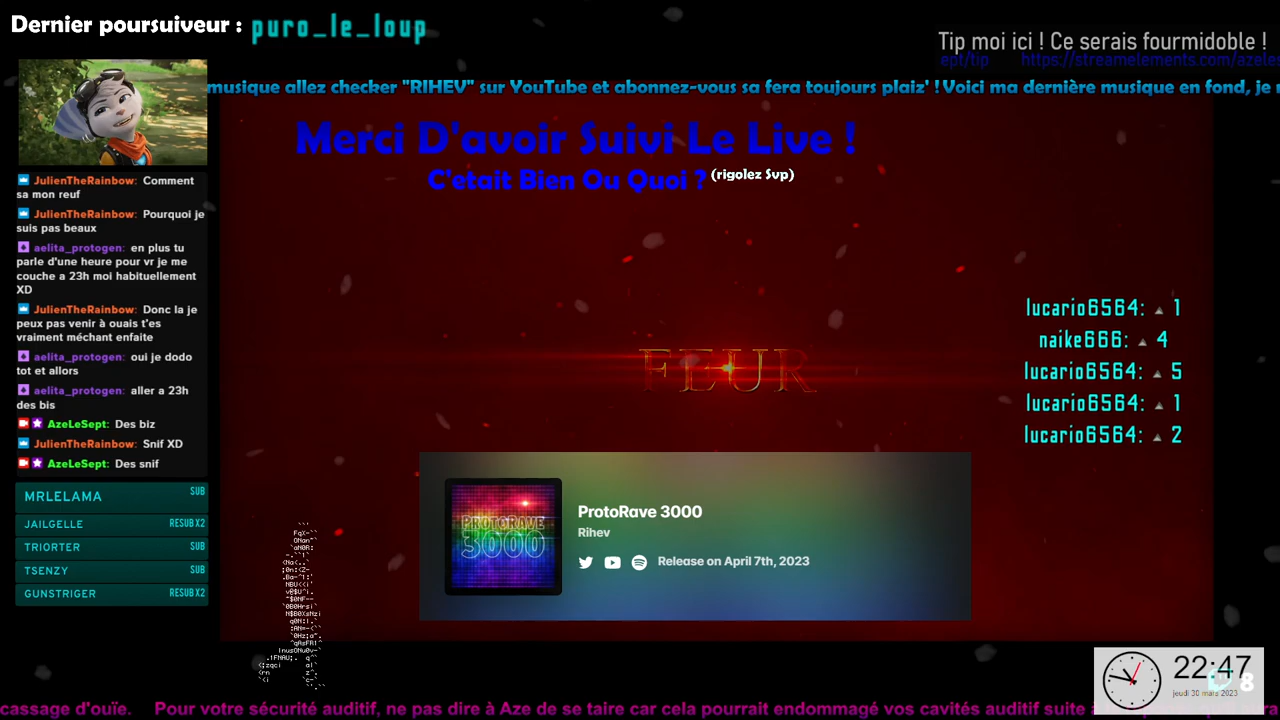 Dernier poursuiveur : puro_le_loup
Tip moi ici ! Ce serais fourmidoble !
ept/tip https://streamelements.com/azeles
musique allez checker "RIHEV" sur YouTube et abonnez-vous sa fera toujours plaiz' ! Voici ma dernière musique en fond, je
Merci D'avoir Suivi Le Live !
C'etait Bien Ou Quoi ? (rigolez Svp)
JulienTheRainbow: Comment
sa mon reuf
JulienTheRainbow: Pourquoi je
suis pas beaux
aelita_protogen: en plus tu
parle d'une heure pour vr je me
couche a 23h moi habituellement
XD
JulienTheRainbow: Donc la je
peux pas venir à ouais t'es
vraiment méchant enfaite
aelita_protogen: oui je dodo
tot et allors
aelita_protogen: aller a 23h
des bis
AzeLeSept: Des biz
JulienTheRainbow: Snif XD
AzeLeSept: Des snif
MRLELAMA SUB
JAILGELLE RESUB X2
TRIORTER SUB
TSENZY SUB
GUNSTRIGER RESUB X2
FEUR
lucario6564: 1
naike666: 4
lucario6564: 5
lucario6564: 1
lucario6564: 2
PROTORAVE
3000
ProtoRave 3000
Rihev
Release on April 7th, 2023
22:47
jeudi 30 mars 2023
8
cassage d'ouïe. Pour votre sécurité auditif, ne pas dire à Aze de se taire car cela pourrait endommagé vos cavités auditif suite